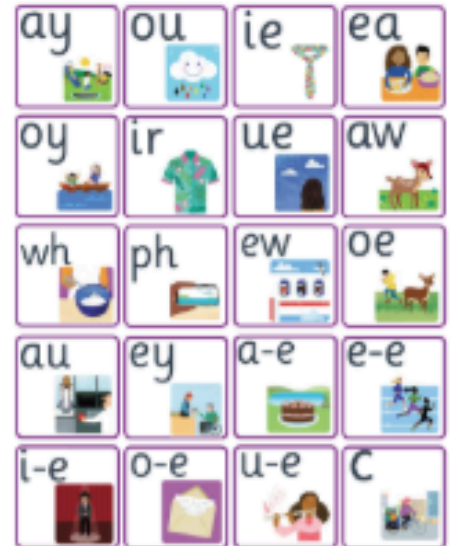 ay ou ie ea
oy ir ue aw
wh ph ew oe
au ey a-e e-e
i-e o-e u-e c